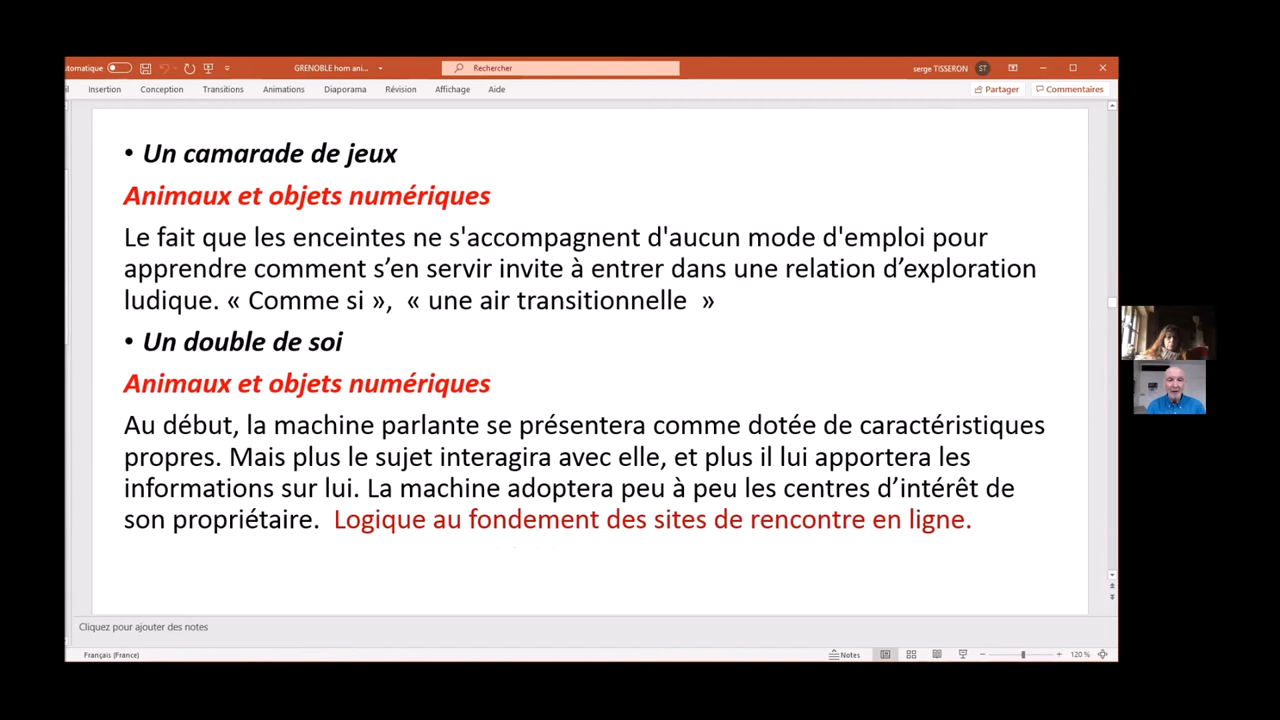 utomatique
GRENOBLE hom ani...
Rechercher
serge TISSERON
ST
Insertion Conception Transitions Animations Diaporama Révision Affichage Aide
Partager
Commentaires
• Un camarade de jeux
Animaux et objets numériques
Le fait que les enceintes ne s'accompagnent d'aucun mode d'emploi pour
apprendre comment s’en servir invite à entrer dans une relation d’exploration
ludique. « Comme si », « une air transitionnelle »
• Un double de soi
Animaux et objets numériques
Au début, la machine parlante se présentera comme dotée de caractéristiques
propres. Mais plus le sujet interagira avec elle, et plus il lui apportera les
informations sur lui. La machine adoptera peu à peu les centres d’intérêt de
son propriétaire. Logique au fondement des sites de rencontre en ligne.
Cliquez pour ajouter des notes
Français (France)
Notes
120 %